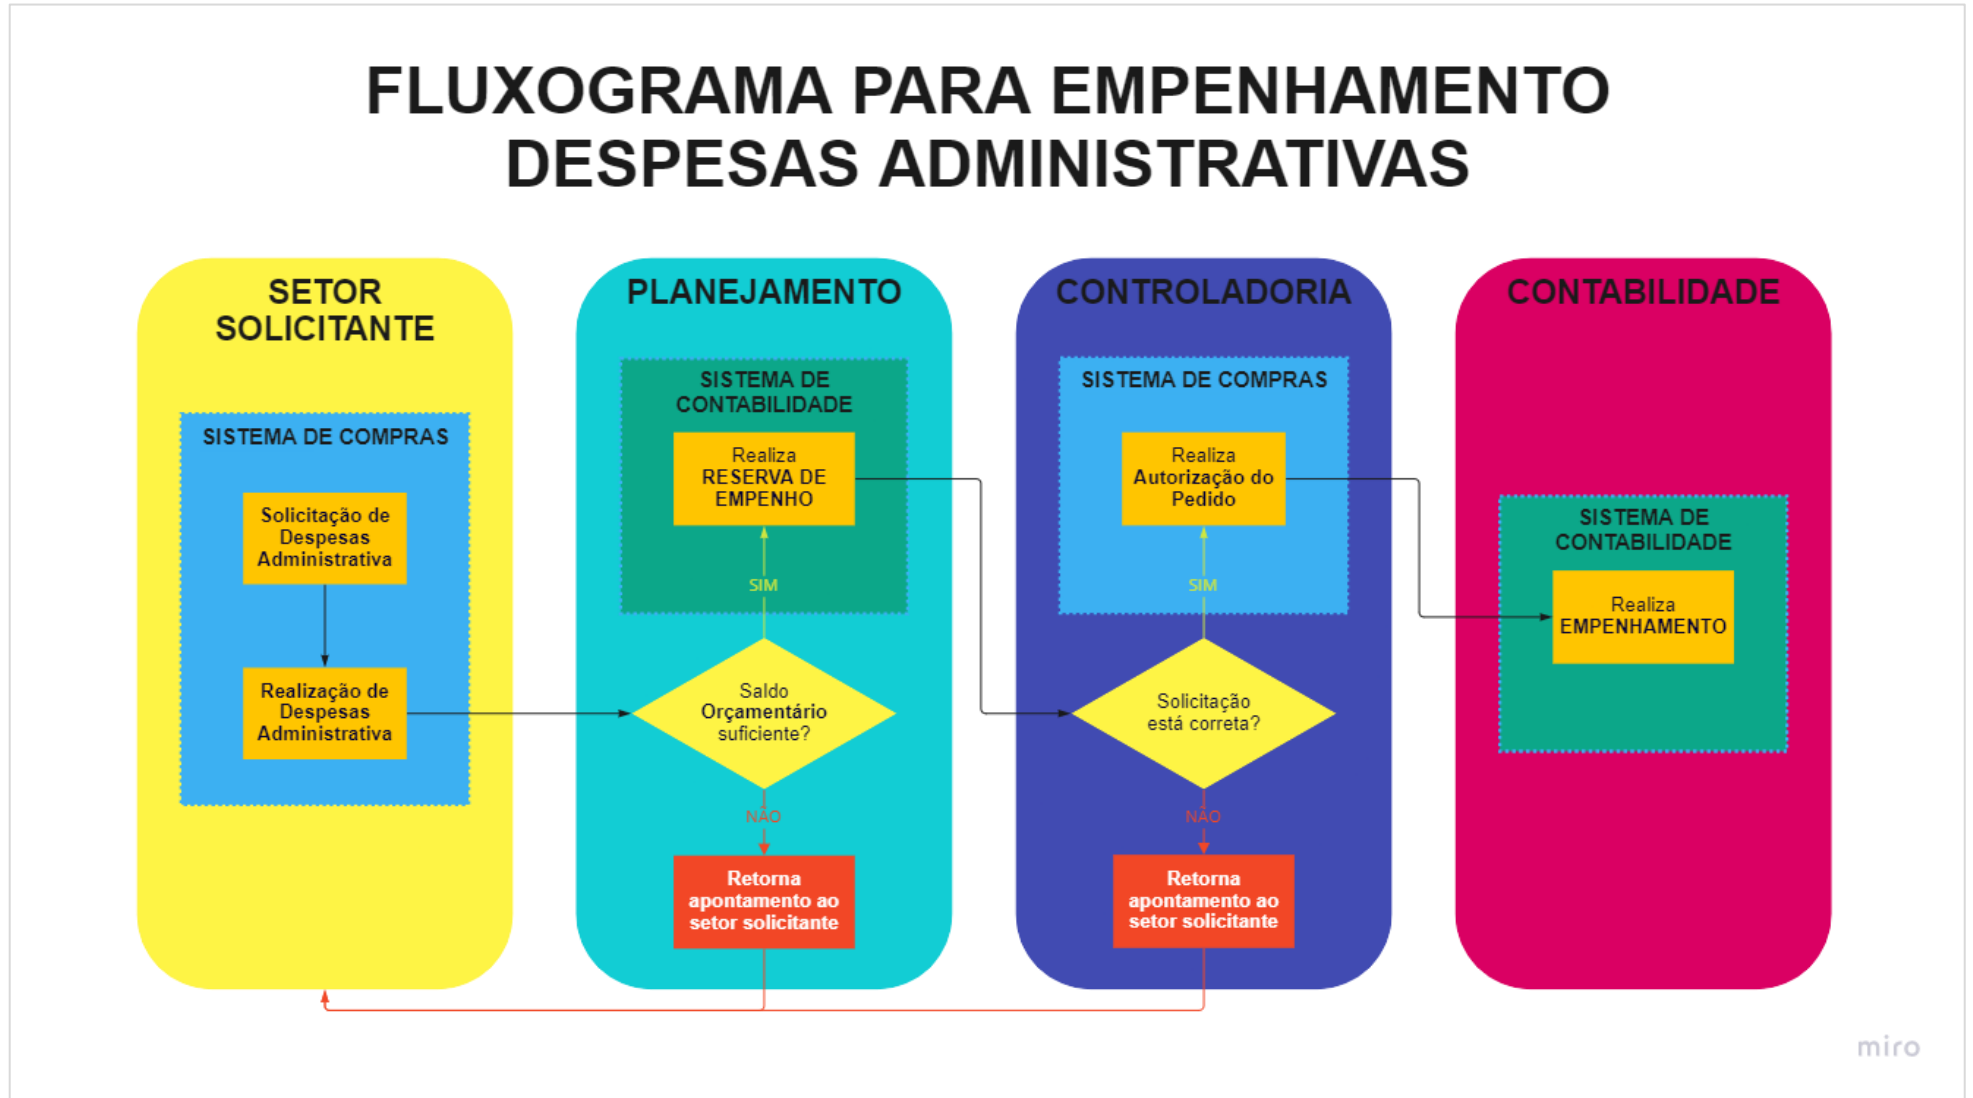 FLUXOGRAMA PARA EMPENHAMENTO
DESPESAS ADMINISTRATIVAS
SETOR
SOLICITANTE
SISTEMA DE COMPRAS
Solicitação de
Despesas
Administrativa
Realização de
Despesas
Administrativa
PLANEJAMENTO
SISTEMA DE
CONTABILIDADE
Realiza
RESERVA DE
EMPENHO
SIM
Saldo
Orçamentário
suficiente?
NÃO
Retorna
apontamento ao
setor solicitante
CONTROLADORIA
SISTEMA DE COMPRAS
Realiza
Autorização do
Pedido
SIM
Solicitação
está correta?
NÃO
Retorna
apontamento ao
setor solicitante
CONTABILIDADE
SISTEMA DE
CONTABILIDADE
Realiza
EMPENHAMENTO
miro